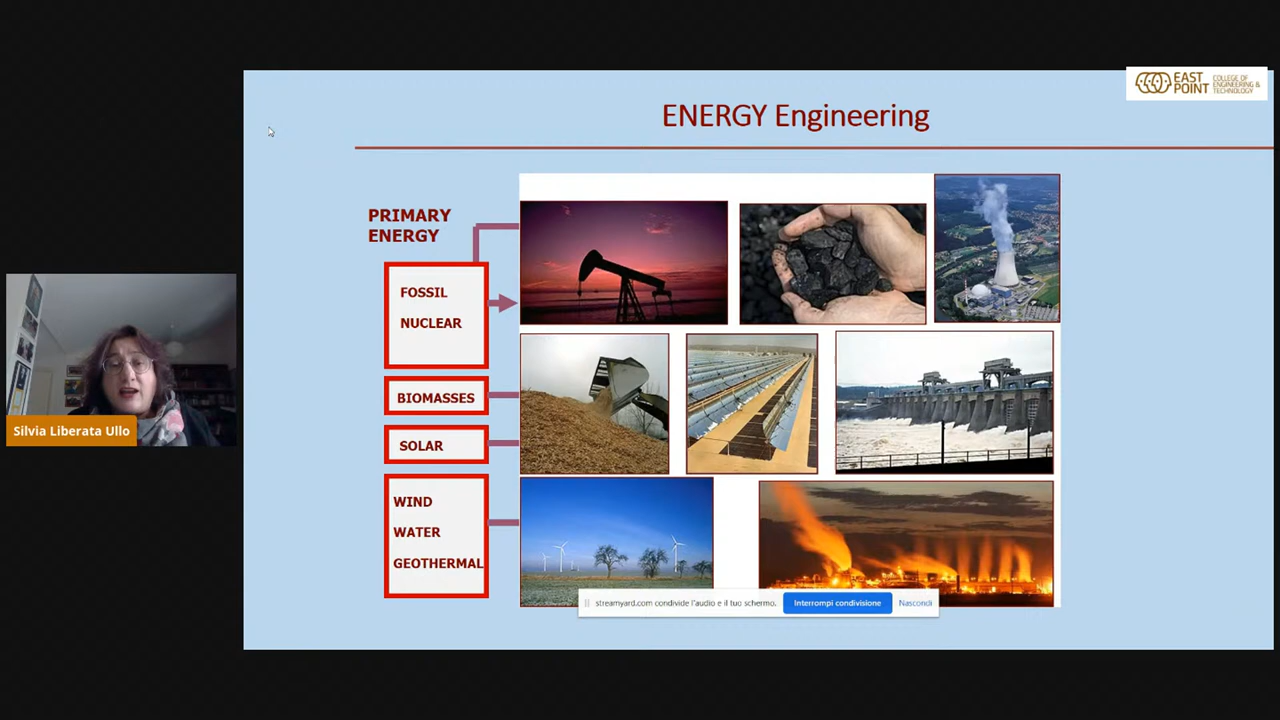 EAST
POINT
COLLEGE OF
ENGINEERING &
TECHNOLOGY
ENERGY Engineering
PRIMARY
ENERGY
FOSSIL
NUCLEAR
BIOMASSES
SOLAR
WIND
WATER
GEOTHERMAL
Silvia Liberata Ullo
streamyard.com condivide l'audio e il tuo schermo.
Interrompi condivisione
Nascondi